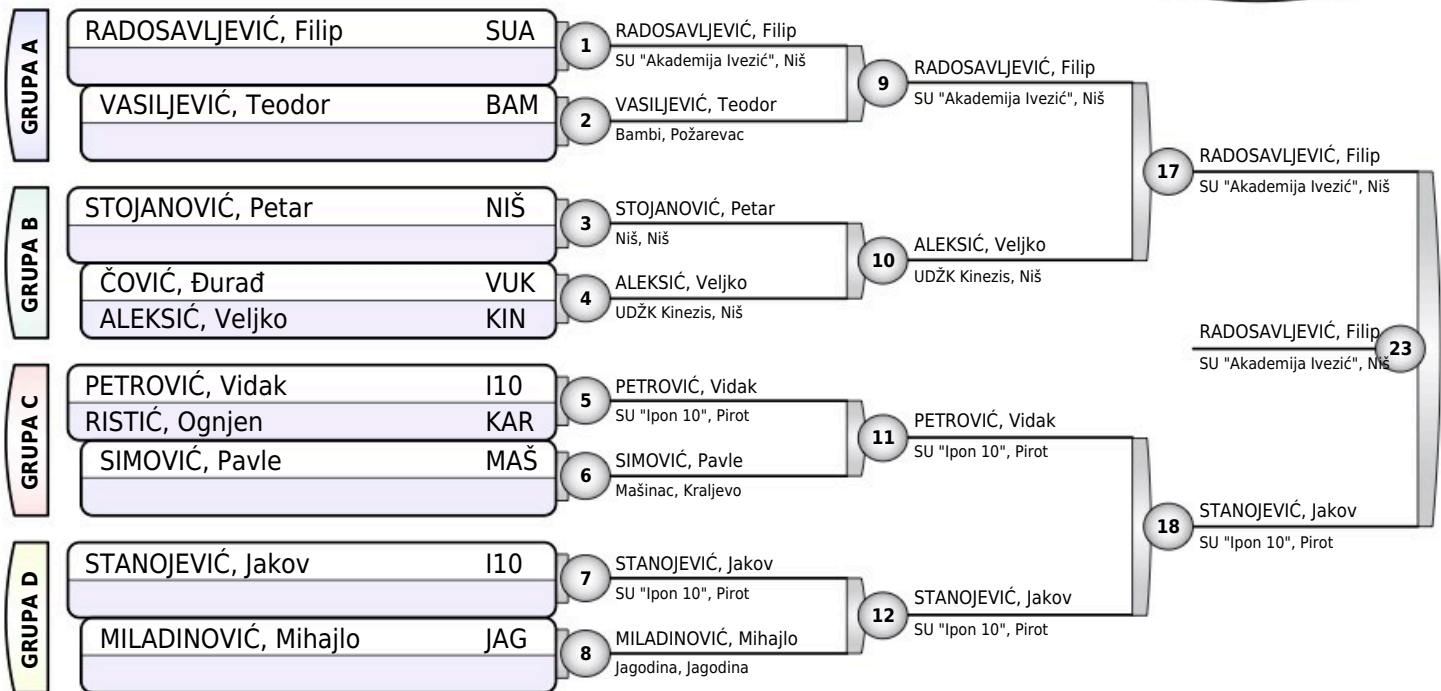 GRUPA A
RADOSAVLJEVIĆ, Filip SUA
VASILJEVIĆ, Teodor BAM
GRUPA B
STOJANOVIĆ, Petar NIŠ
ČOVIĆ, Đurađ VUK
ALEKSIĆ, Veljko KIN
GRUPA C
PETROVIĆ, Vidak I10
RISTIĆ, Ognjen KAR
SIMOVIĆ, Pavle MAŠ
GRUPA D
STANOJEVIĆ, Jakov I10
MILADINOVIĆ, Mihajlo JAG
1
RADOSAVLJEVIĆ, Filip
SU "Akademija Ivezić", Niš
2
VASILJEVIĆ, Teodor
Bambi, Požarevac
3
STOJANOVIĆ, Petar
Niš, Niš
4
ALEKSIĆ, Veljko
UDŽK Kinezis, Niš
5
PETROVIĆ, Vidak
SU "Ipon 10", Pirot
6
SIMOVIĆ, Pavle
Mašinac, Kraljevo
7
STANOJEVIĆ, Jakov
SU "Ipon 10", Pirot
8
MILADINOVIĆ, Mihajlo
Jagodina, Jagodina
9
RADOSAVLJEVIĆ, Filip
SU "Akademija Ivezić", Niš
10
ALEKSIĆ, Veljko
UDŽK Kinezis, Niš
11
PETROVIĆ, Vidak
SU "Ipon 10", Pirot
12
STANOJEVIĆ, Jakov
SU "Ipon 10", Pirot
17
RADOSAVLJEVIĆ, Filip
SU "Akademija Ivezić", Niš
18
STANOJEVIĆ, Jakov
SU "Ipon 10", Pirot
RADOSAVLJEVIĆ, Filip
SU "Akademija Ivezić", Niš
23